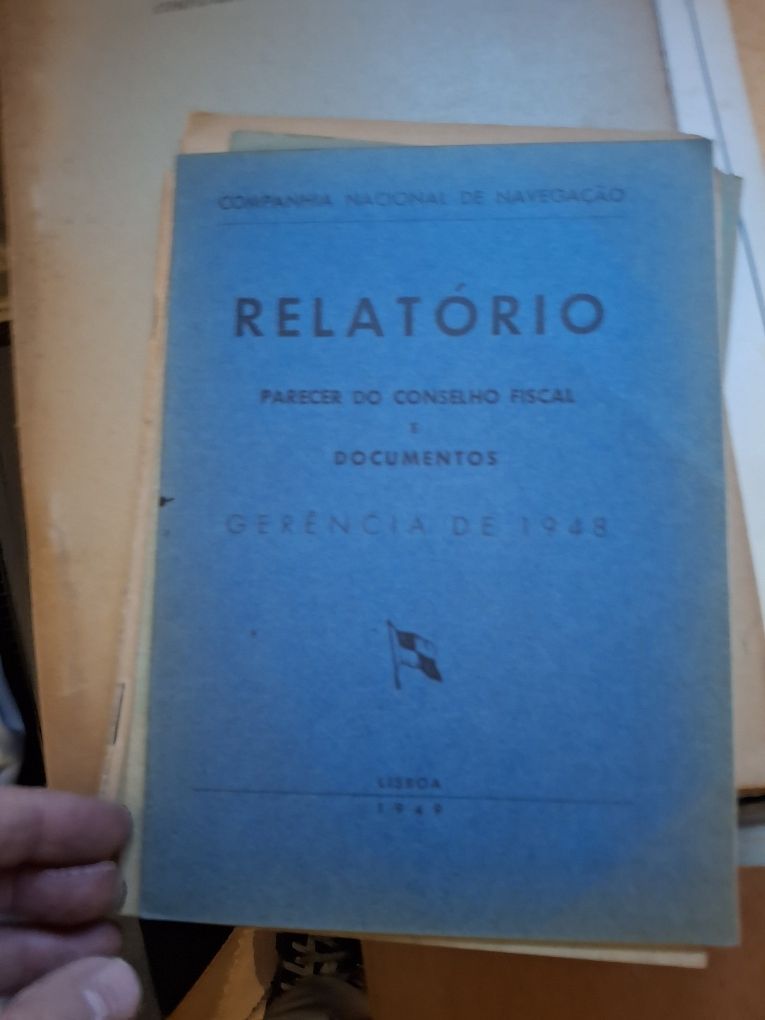 COMPANHIA NACIONAL DE NAVEGAÇÃO
RELATÓRIO
PARECER DO CONSELHO FISCAL
E
DOCUMENTOS
GERÊNCIA DE 1948
LISBOA
1949